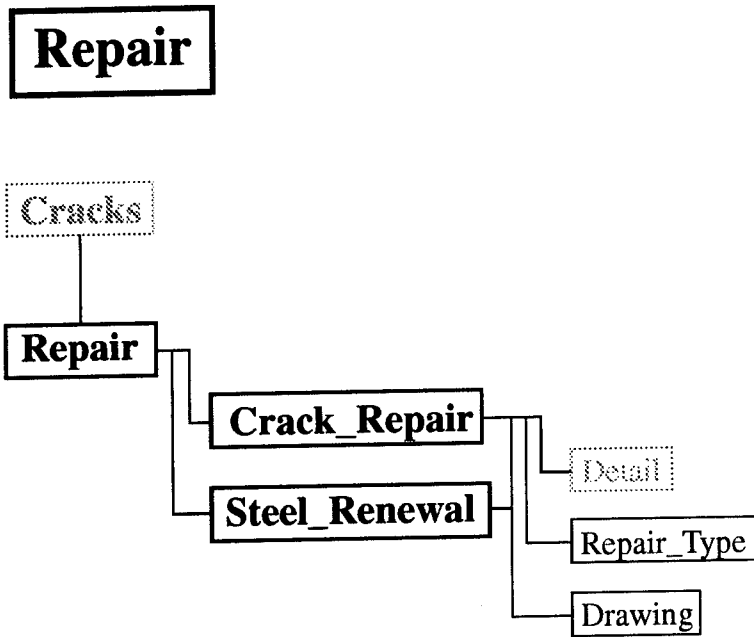 Repair
Cracks
Repair
Crack_Repair
Detail
Steel_Renewal
Repair_Type
Drawing